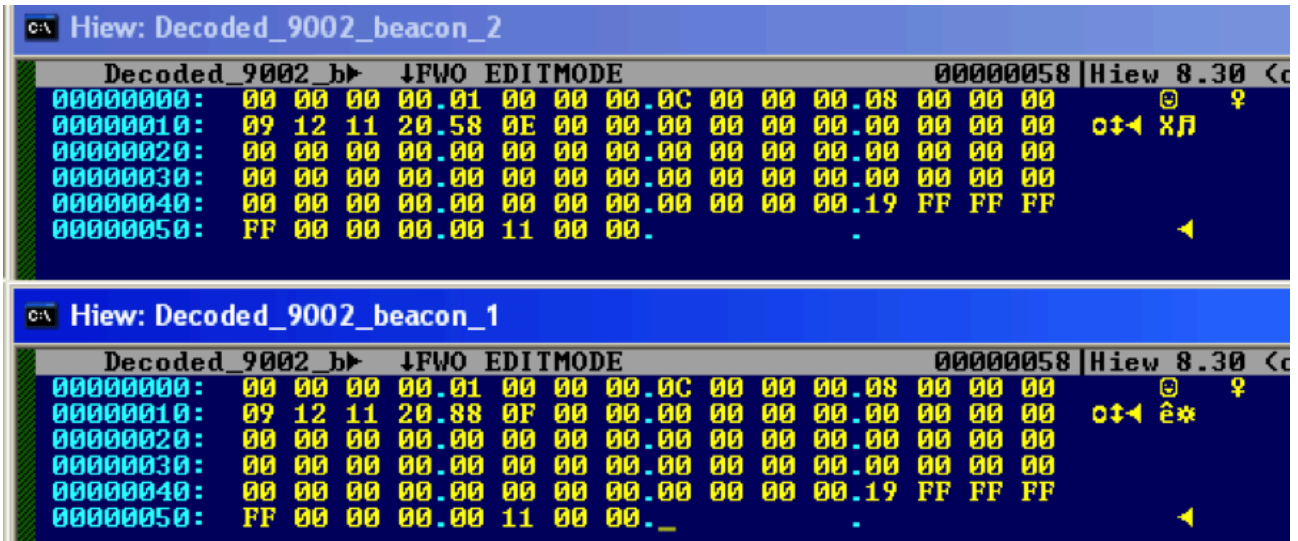 Hiew: Decoded_9002_beacon_2
Decoded_9002_b► ↓FWO EDITMODE 00000058|Hiew 8.30 <c
00000000: 00 00 00 00.01 00 00 00.0C 00 00 00.08 00 00 00 ☺ ♀
00000010: 09 12 11 20.58 0E 00 00.00 00 00 00.00 00 00 00 ○↕◄ X♫
00000020: 00 00 00 00.00 00 00 00.00 00 00 00.00 00 00 00
00000030: 00 00 00 00.00 00 00 00.00 00 00 00.00 00 00 00
00000040: 00 00 00 00.00 00 00 00.00 00 00 00.19 FF FF FF
00000050: FF 00 00 00.00 11 00 00. . ◄
Hiew: Decoded_9002_beacon_1
Decoded_9002_b► ↓FWO EDITMODE 00000058|Hiew 8.30 <c
00000000: 00 00 00 00.01 00 00 00.0C 00 00 00.08 00 00 00 ☺ ♀
00000010: 09 12 11 20.88 0F 00 00.00 00 00 00.00 00 00 00 ○↕◄ ê☼
00000020: 00 00 00 00.00 00 00 00.00 00 00 00.00 00 00 00
00000030: 00 00 00 00.00 00 00 00.00 00 00 00.00 00 00 00
00000040: 00 00 00 00.00 00 00 00.00 00 00 00.19 FF FF FF
00000050: FF 00 00 00.00 11 00 00._ . ◄